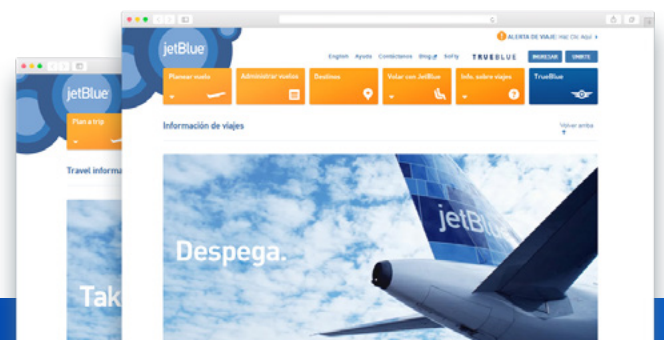 ALERTA DE VIAJE: Haz Clic Aquí
jetBlue
English Ayuda Contáctenos Blog SoFly TRUEBLUE INGRESAR ÚNETE
Planear vuelo Administrar vuelos Destinos Volar con JetBlue Info. sobre viajes TrueBlue
Información de viajes
Volver arriba
jetBlue
Despega.
jetBlue
Plan a trip
Travel informa
Tak